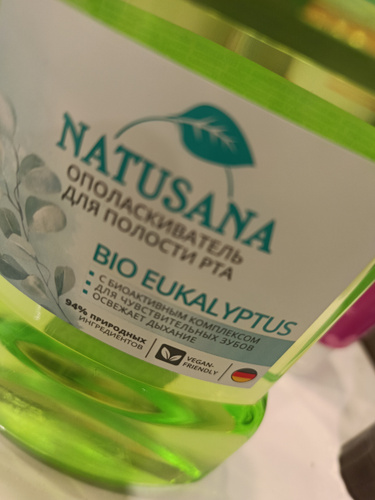 NATUSANA
ОПОЛАСКИВАТЕЛЬ
ДЛЯ ПОЛОСТИ РТА
BIO EUKALYPTUS
С БИОАКТИВНЫМ КОМПЛЕКСОМ
ДЛЯ ЧУВСТВИТЕЛЬНЫХ ЗУБОВ
ОСВЕЖАЕТ ДЫХАНИЕ
94% ПРИРОДНЫХ
ИНГРЕДИЕНТОВ
VEGAN-
FRIENDLY